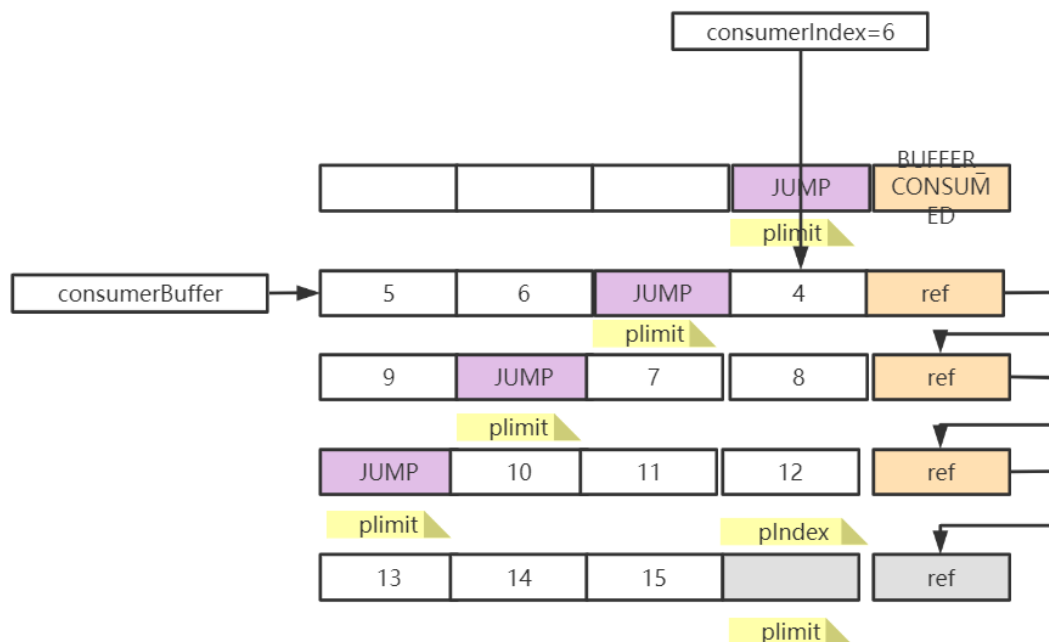 consumerIndex=6
JUMP
BUFFER_
CONSUM
ED
plimit
consumerBuffer
5 6 JUMP 4 ref
plimit
9 JUMP 7 8 ref
plimit
JUMP 10 11 12 ref
plimit pIndex
13 14 15 ref
plimit